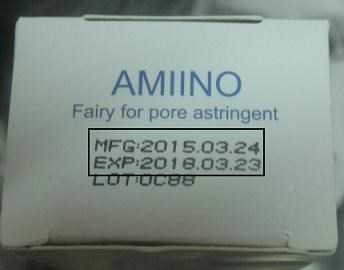 AMIINO
Fairy for pore astringent
MFG:2015.03.24
EXP:2018.03.23
LOT:0C88